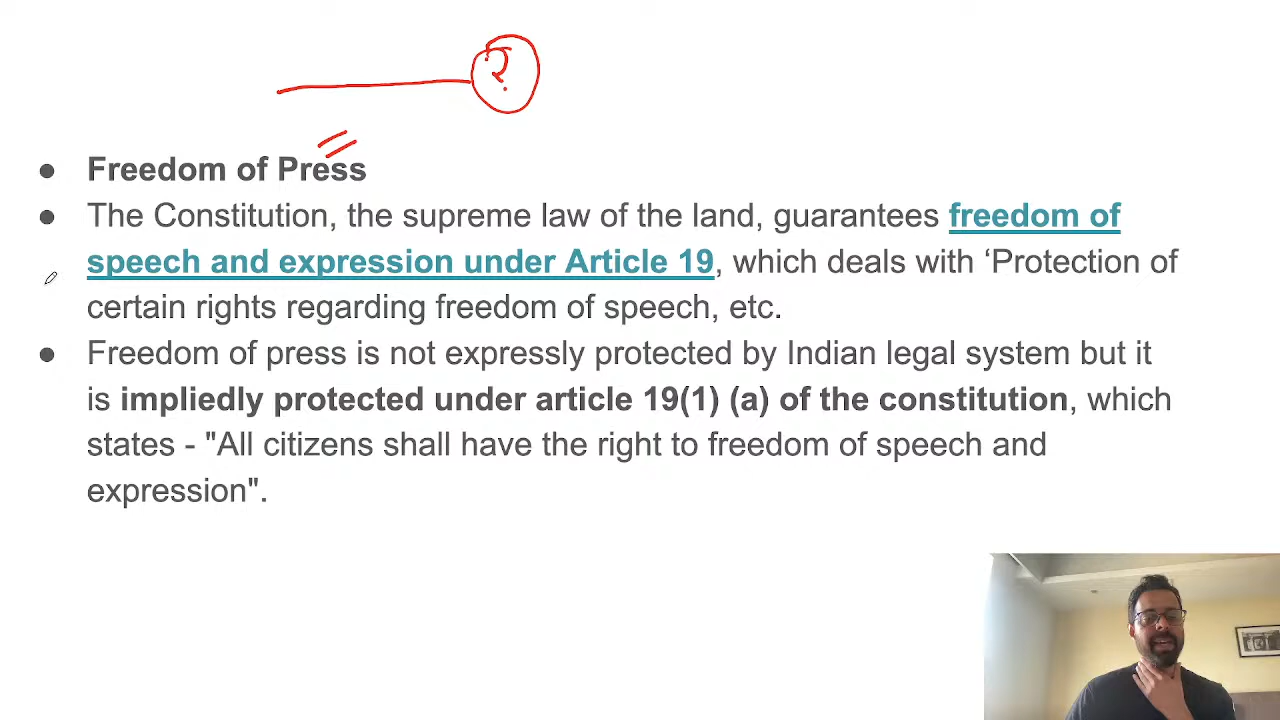 ?
● Freedom of Press
● The Constitution, the supreme law of the land, guarantees freedom of
speech and expression under Article 19, which deals with ‘Protection of
certain rights regarding freedom of speech, etc.
● Freedom of press is not expressly protected by Indian legal system but it
is impliedly protected under article 19(1) (a) of the constitution, which
states - "All citizens shall have the right to freedom of speech and
expression".